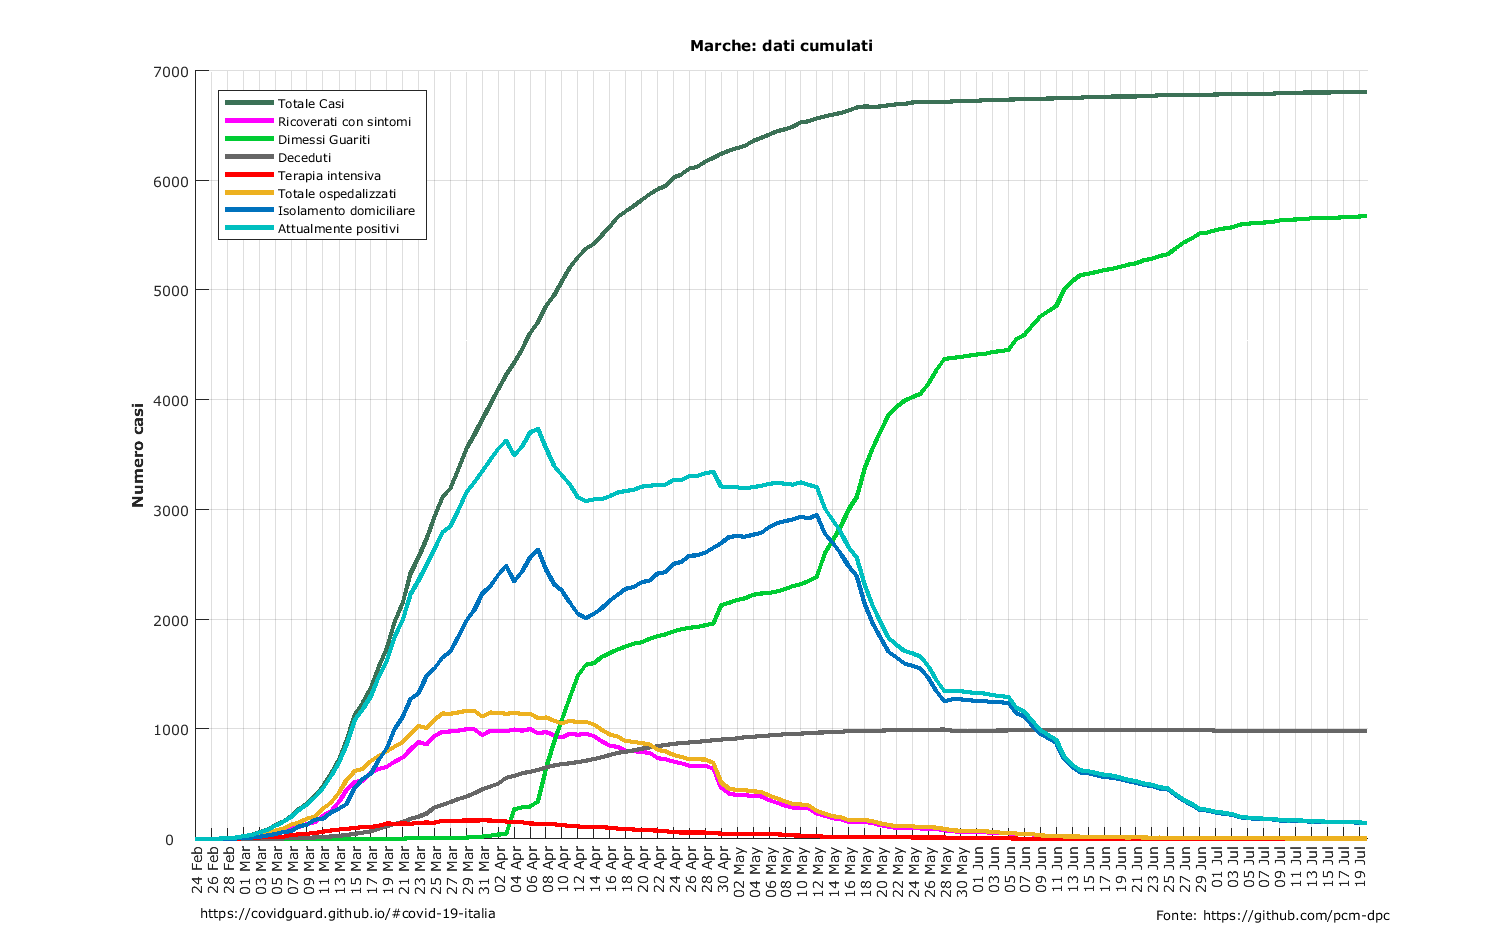 Marche: dati cumulati
7000
6000
5000
4000
3000
2000
1000
0
Numero casi
Totale Casi
Ricoverati con sintomi
Dimessi Guariti
Deceduti
Terapia intensiva
Totale ospedalizzati
Isolamento domiciliare
Attualmente positivi
24 Feb
26 Feb
28 Feb
01 Mar
03 Mar
05 Mar
07 Mar
09 Mar
11 Mar
13 Mar
15 Mar
17 Mar
19 Mar
21 Mar
23 Mar
25 Mar
27 Mar
29 Mar
31 Mar
02 Apr
04 Apr
06 Apr
08 Apr
10 Apr
12 Apr
14 Apr
16 Apr
18 Apr
20 Apr
22 Apr
24 Apr
26 Apr
28 Apr
30 Apr
02 May
04 May
06 May
08 May
10 May
12 May
14 May
16 May
18 May
20 May
22 May
24 May
26 May
28 May
30 May
01 Jun
03 Jun
05 Jun
07 Jun
09 Jun
11 Jun
13 Jun
15 Jun
17 Jun
19 Jun
21 Jun
23 Jun
25 Jun
27 Jun
29 Jun
01 Jul
03 Jul
05 Jul
07 Jul
09 Jul
11 Jul
13 Jul
15 Jul
17 Jul
19 Jul
https://covidguard.github.io/#covid-19-italia
Fonte: https://github.com/pcm-dpc